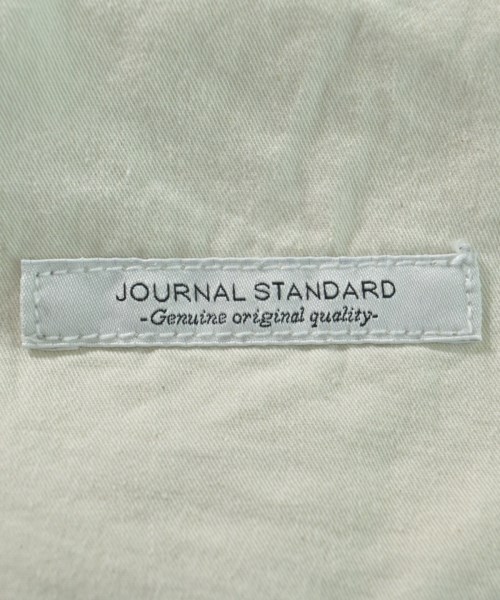 JOURNAL STANDARD
-Genuine original quality-